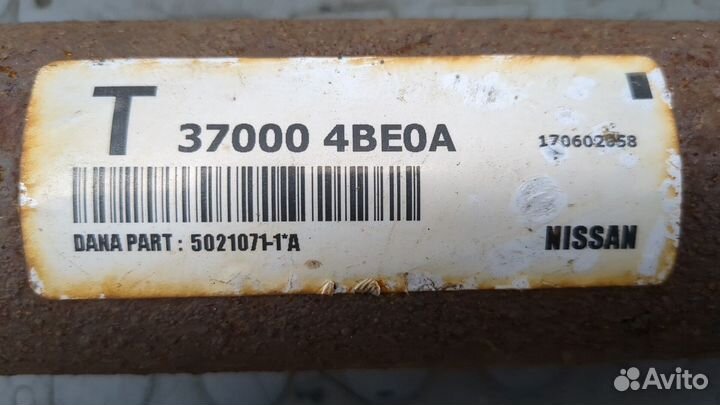 T 37000 4BE0A 170602058
DANA PART : 5021071-1*A NISSAN
Avito